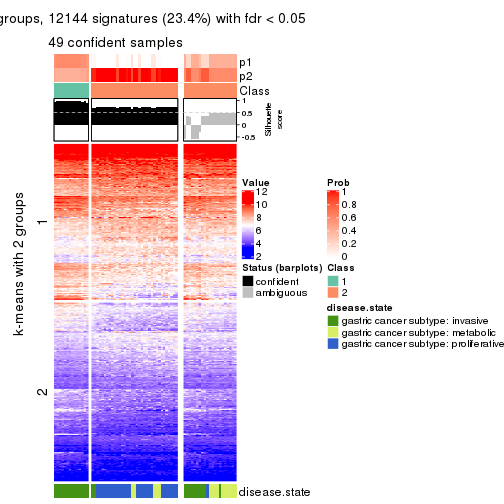 groups, 12144 signatures (23.4%) with fdr < 0.05
49 confident samples
p1
p2
Class
1
0.5
0
-0.5
Silhouette
score
k-means with 2 groups
1
2
Value
12
10
8
6
4
2
Prob
1
0.8
0.6
0.4
0.2
0
Status (barplots)
confident
ambiguous
Class
1
2
disease.state
gastric cancer subtype: invasive
gastric cancer subtype: metabolic
gastric cancer subtype: proliferative
disease.state